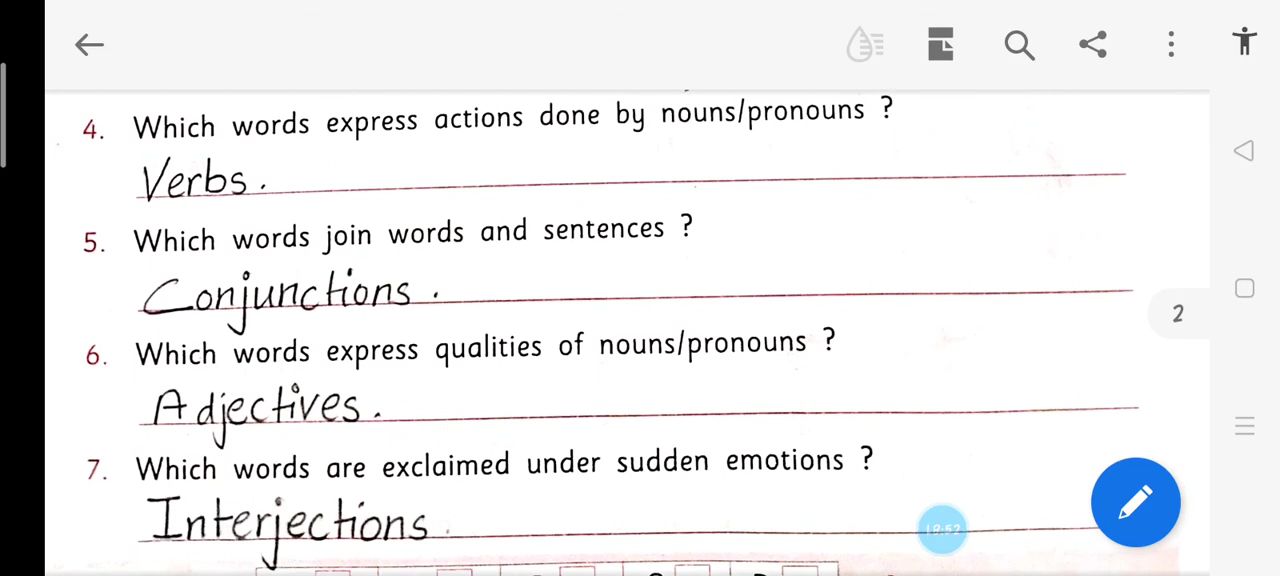 4. Which words express actions done by nouns/pronouns ?
Verbs.
5. Which words join words and sentences ?
Conjunctions.
2
6. Which words express qualities of nouns/pronouns ?
Adjectives.
7. Which words are exclaimed under sudden emotions ?
Interjections.